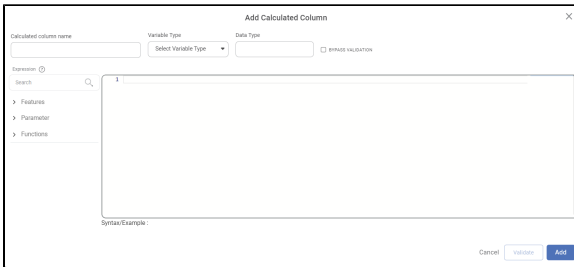 Add Calculated Column
Calculated column name
Variable Type
Data Type
Select Variable Type
BYPASS VALIDATION
Expression
Search
1
> Features
> Parameter
> Functions
Syntax/Example :
Cancel
Validate
Add